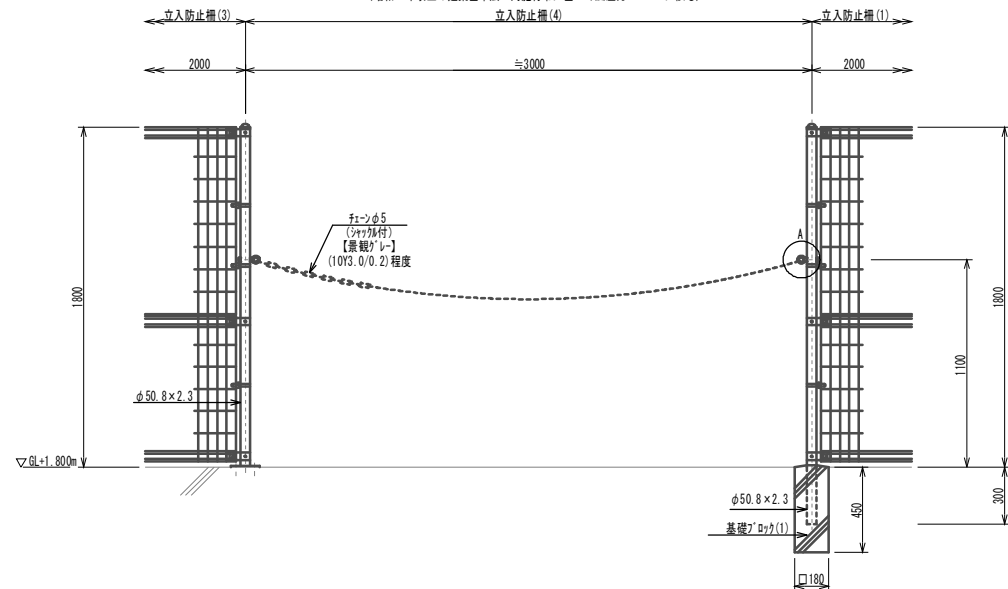 立入防止柵(3)
立入防止柵(4)
立入防止柵(1)
2000
≒3000
2000
チェーンφ5
(シャックル付)
【景観グレー】
(10Y3.0/0.2)程度
A
1800
1800
1100
φ50.8×2.3
▽GL+1.800m
φ50.8×2.3
基礎ブロック(1)
450
300
□180